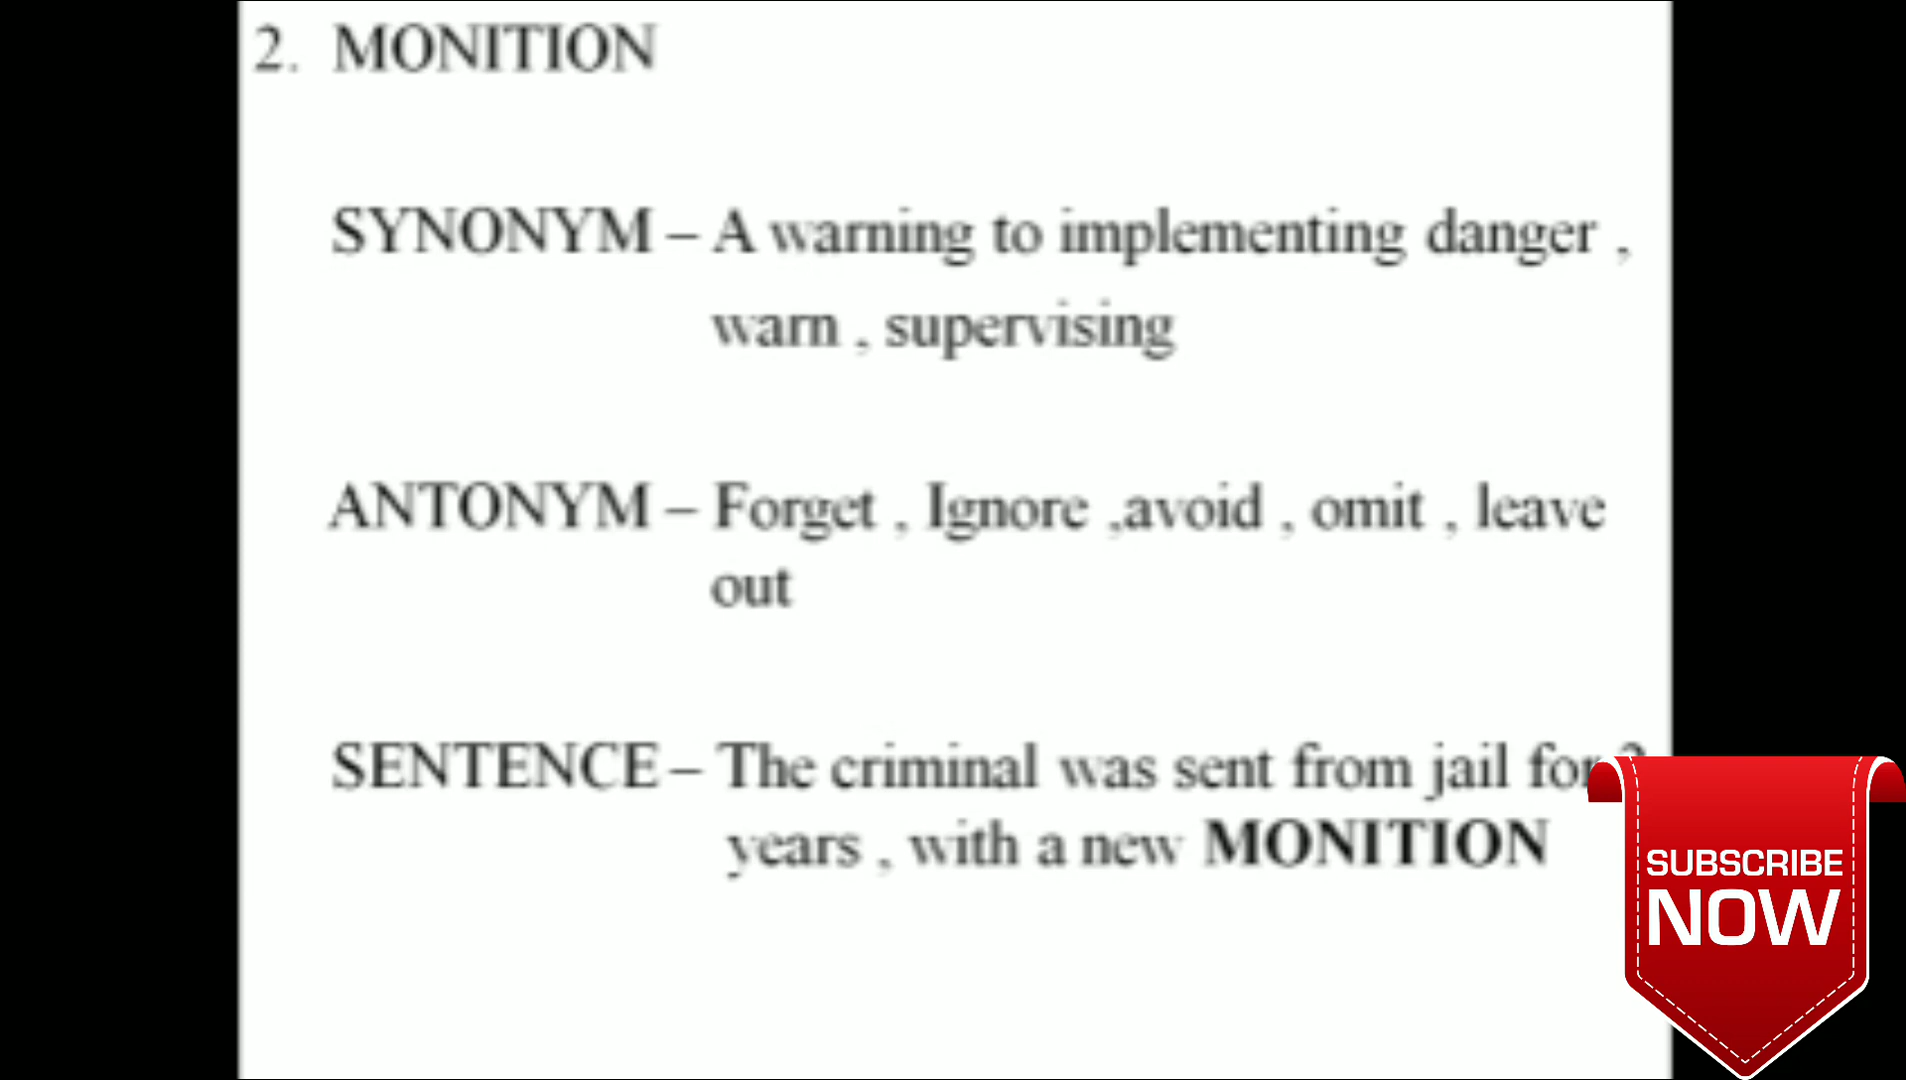 2. MONITION
SYNONYM – A warning to implementing danger ,
warn , supervising
ANTONYM – Forget , Ignore ,avoid , omit , leave
out
SENTENCE – The criminal was sent from jail for
years , with a new MONITION
SUBSCRIBE
NOW